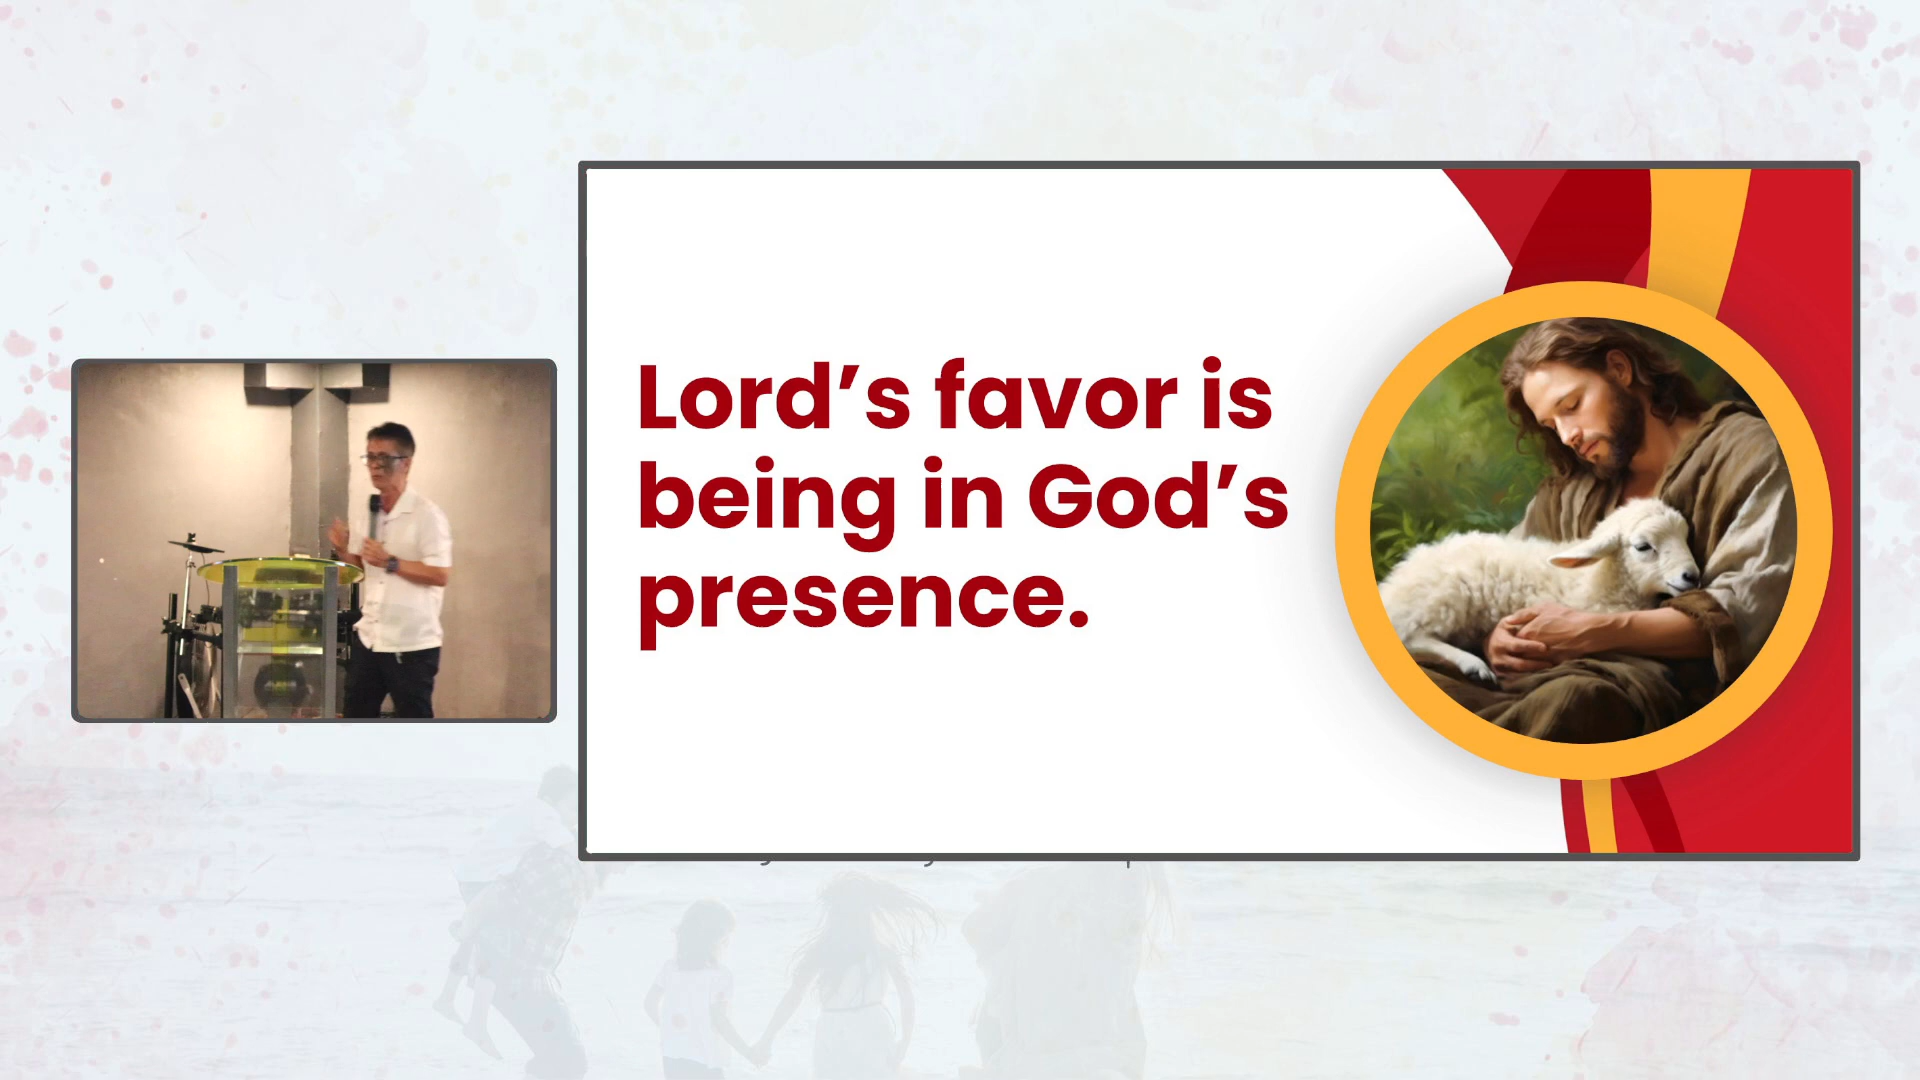 Lord’s favor is
being in God’s
presence.